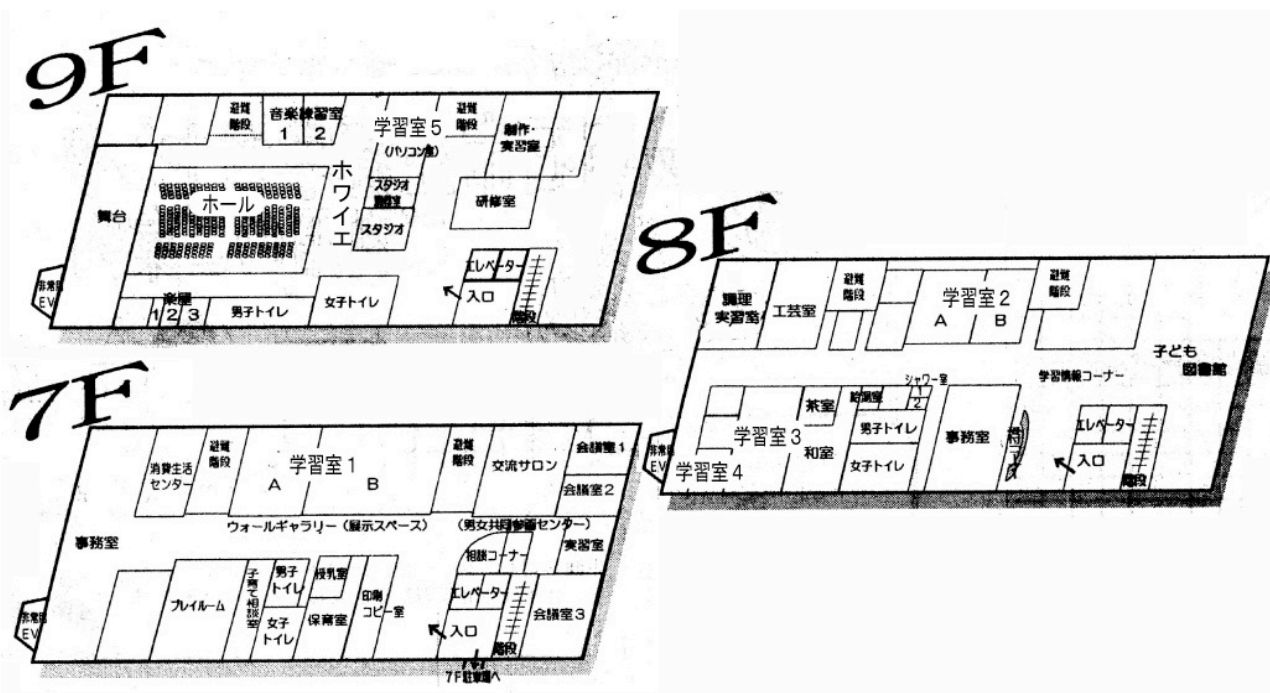 9F
避難
階段
音楽練習室
1 2
学習室5
(パソコン室)
避難
階段
制作・
実習室
舞台
ホール
ホワイエ
スタジオ
スタジオ
研修室
エレベーター
入口
階段
非常用
EV
楽屋
1 2 3
男子トイレ
女子トイレ
8F
調理
実習室
工芸室
避難
階段
学習室2
A B
避難
階段
子ども
図書館
学習情報コーナー
シャワー室
1
2
茶室
給湯室
学習室3
和室
男子トイレ
女子トイレ
事務室
受付
エレベーター
入口
階段
非常用
EV
学習室4
7F
消費生活
センター
避難
階段
学習室1
A B
避難
階段
交流サロン
会議室1
会議室2
ウォールギャラリー(展示スペース)
(男女共同参画センター)
事務室
相談コーナー
実習室
プレイルーム
子育て相談室
男子
トイレ
女子
トイレ
授乳室
保育室
印刷
コピー室
エレベーター
入口
階段
会議室3
非常用
EV
7F駐車場へ